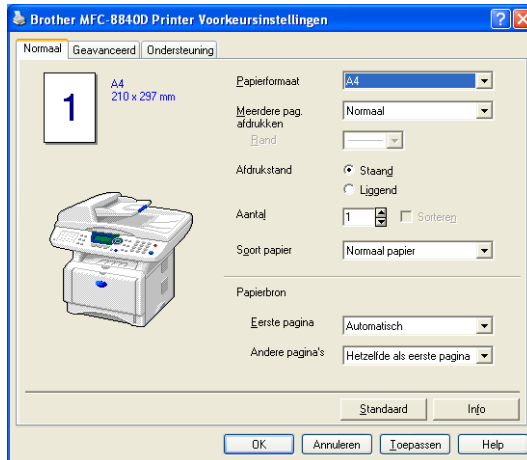 Brother MFC-8840D Printer Voorkeursinstellingen
Normaal Geavanceerd Ondersteuning
1
A4
210 x 297 mm
Papierformaat A4
Meerdere pag. afdrukken Normaal
Rand
Afdrukstand Staand
Liggend
Aantal 1 Sorteren
Soort papier Normaal papier
Papierbron
Eerste pagina Automatisch
Andere pagina's Hetzelfde als eerste pagina
Standaard Info
OK Annuleren Toepassen Help